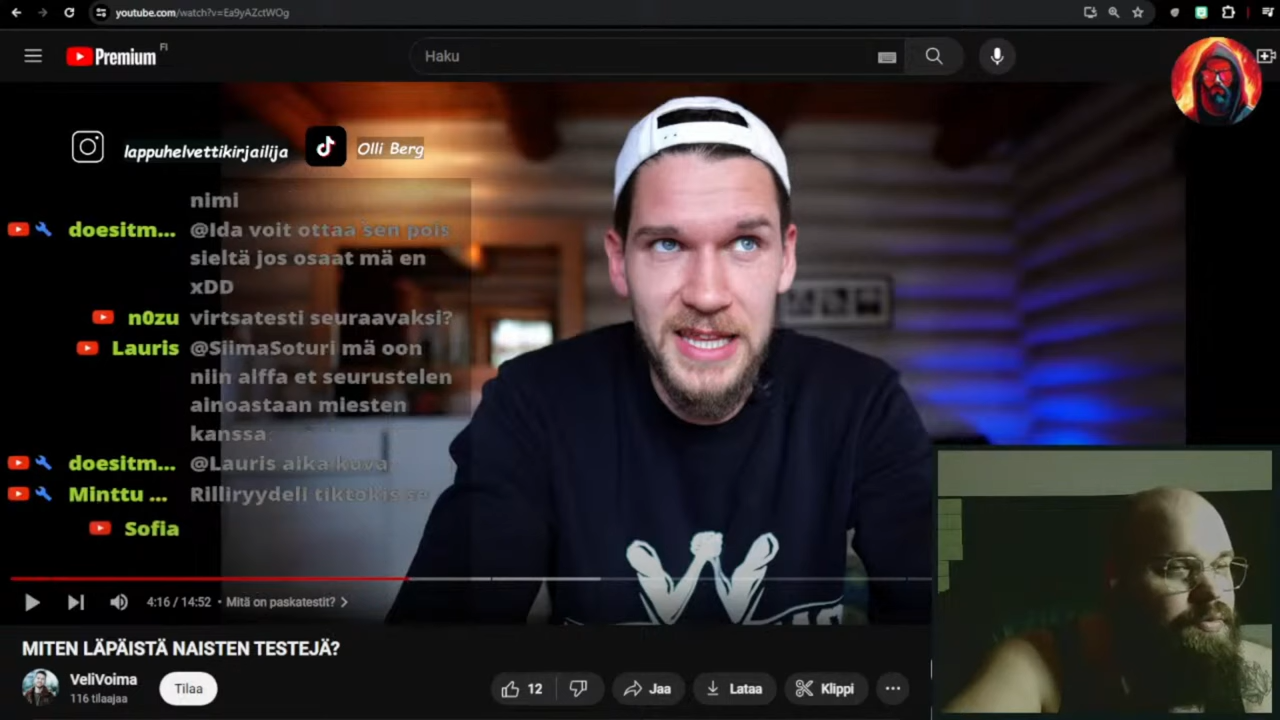 youtube.com/watch?v=Ea9yAZctWOg
Premium FI
Haku
lappuhelvettikirjailija
Olli Berg
nimi
doesitm... @Ida voit ottaa sen pois
sieltä jos osaat mä en
xDD
n0zu virtsatesti seuraavaksi?
Lauris @SiimaSoturi mä oon
niin alffa et seurustelen
ainoastaan miesten
kanssa
doesitm... @Lauris aika kuva
Minttu ... Rilliryydeli tiktokis se
Sofia
4:16 / 14:52 • Mitä on paskatestit?
MITEN LÄPÄISTÄ NAISTEN TESTEJÄ?
VeliVoima
116 tilaajaa
Tilaa
12
Jaa
Lataa
Klippi